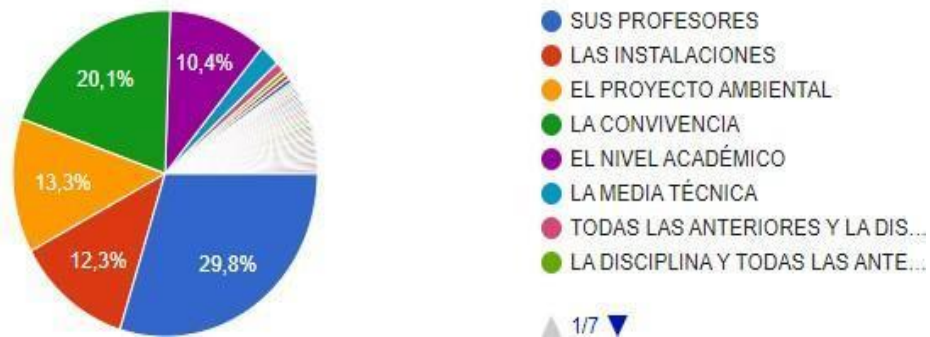 20,1%
10,4%
13,3%
12,3%
29,8%
SUS PROFESORES
LAS INSTALACIONES
EL PROYECTO AMBIENTAL
LA CONVIVENCIA
EL NIVEL ACADÉMICO
LA MEDIA TÉCNICA
TODAS LAS ANTERIORES Y LA DIS...
LA DISCIPLINA Y TODAS LAS ANTE...
1/7